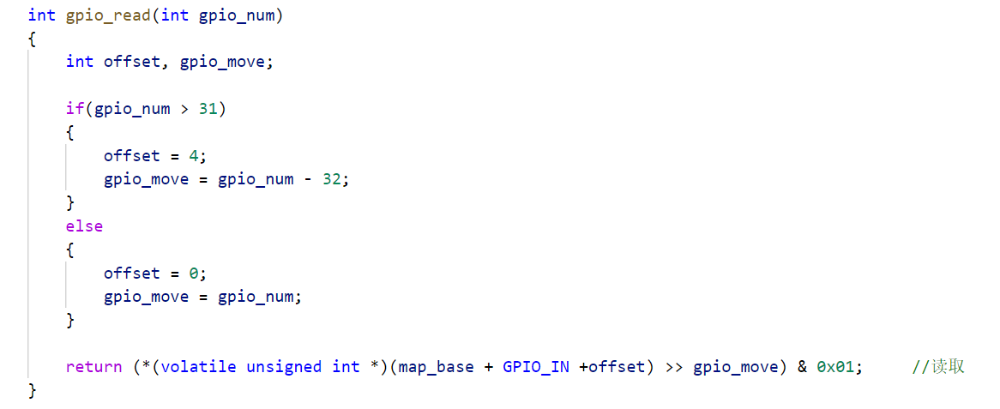 int gpio_read(int gpio_num)
{
    int offset, gpio_move;

    if(gpio_num > 31)
    {
        offset = 4;
        gpio_move = gpio_num - 32;
    }
    else
    {
        offset = 0;
        gpio_move = gpio_num;
    }

    return (*(volatile unsigned int *)(map_base + GPIO_IN +offset) >> gpio_move) & 0x01;     //读取
}